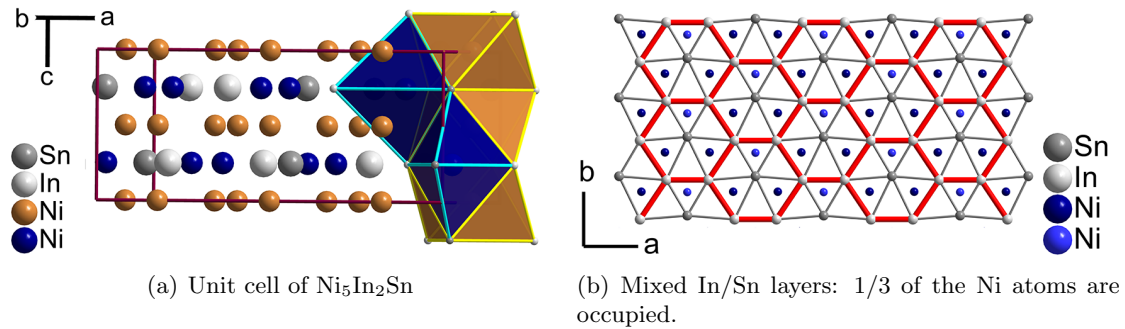 b a
c
Sn
In
Ni
Ni
b
a
Sn
In
Ni
Ni
(a) Unit cell of Ni₅In₂Sn
(b) Mixed In/Sn layers: 1/3 of the Ni atoms are
occupied.